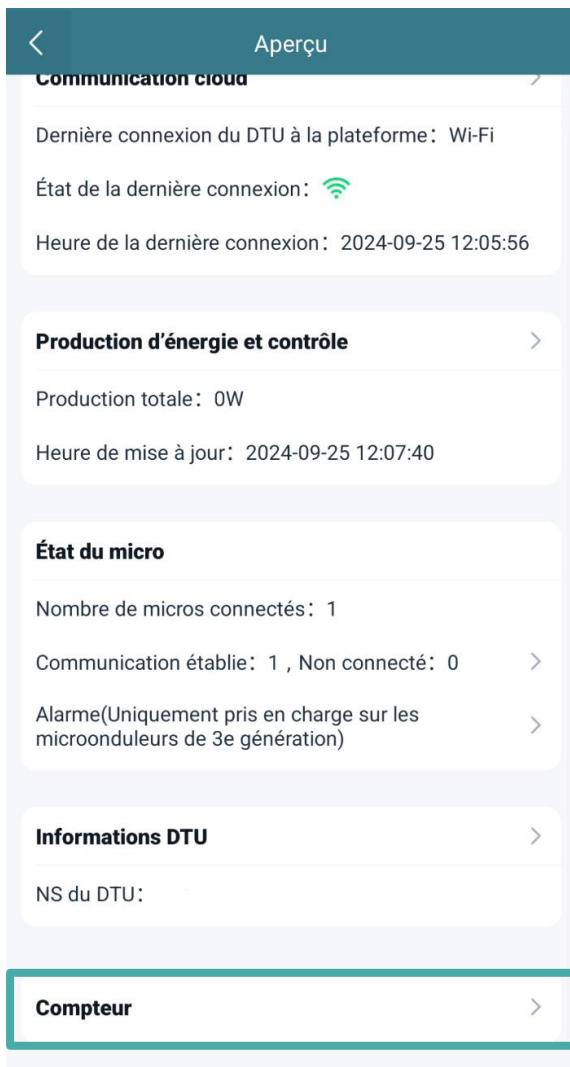 Aperçu
Communication cloud
Dernière connexion du DTU à la plateforme： Wi-Fi
État de la dernière connexion：
Heure de la dernière connexion： 2024-09-25 12:05:56
Production d’énergie et contrôle
Production totale： 0W
Heure de mise à jour： 2024-09-25 12:07:40
État du micro
Nombre de micros connectés： 1
Communication établie： 1 , Non connecté： 0
Alarme(Uniquement pris en charge sur les
microonduleurs de 3e génération)
Informations DTU
NS du DTU：
Compteur